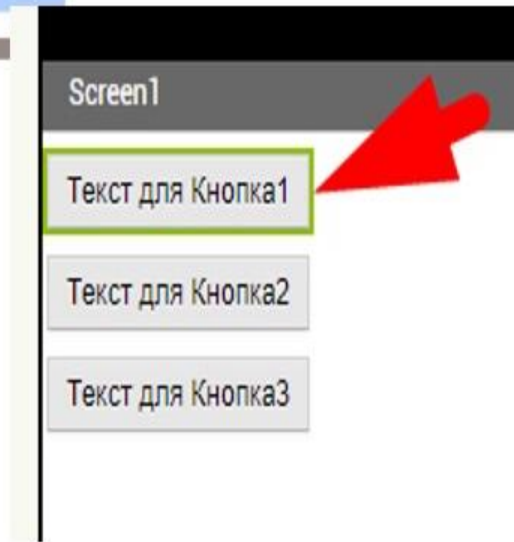 Screen1
Текст для Кнопка1
Текст для Кнопка2
Текст для Кнопка3